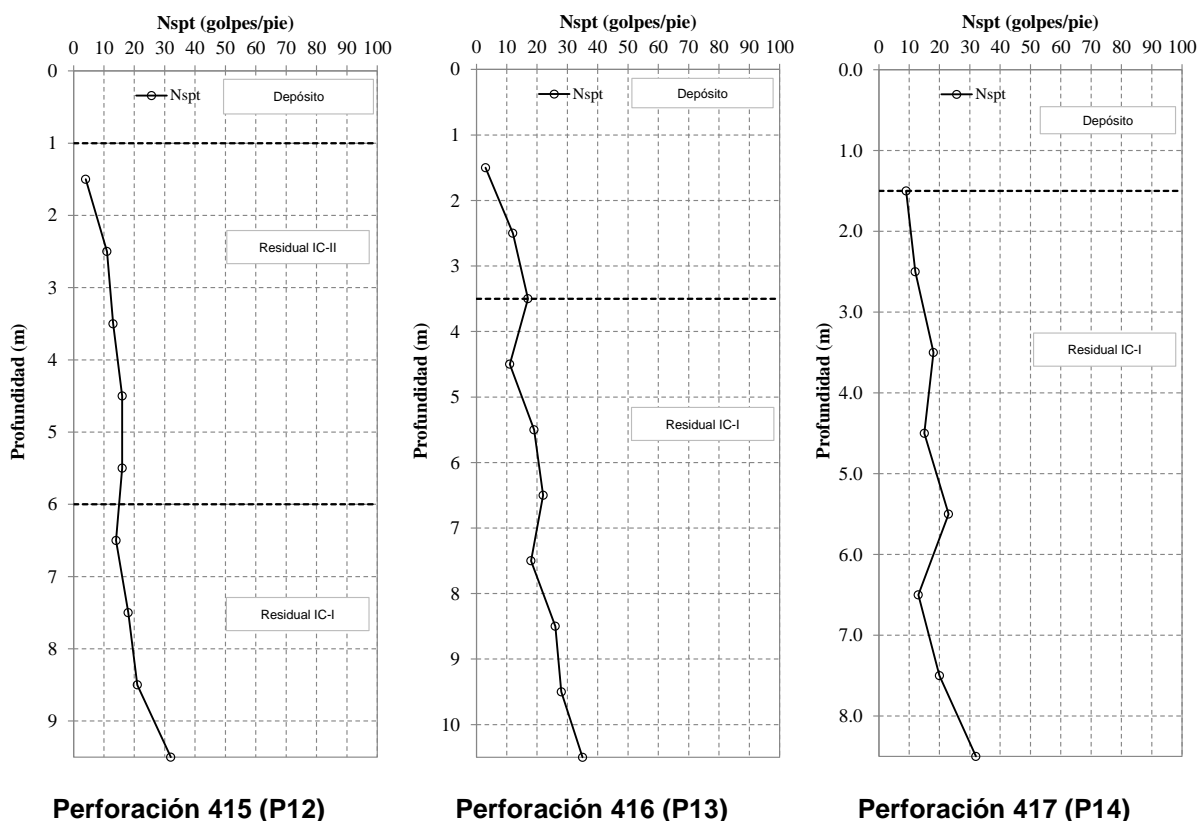 Nspt (golpes/pie)
0 10 20 30 40 50 60 70 80 90 100
0
1
2
3
4
5
6
7
8
9
Profundidad (m)
Nspt
Depósito
Residual IC-II
Residual IC-I
Perforación 415 (P12)
Nspt (golpes/pie)
0 10 20 30 40 50 60 70 80 90 100
0
1
2
3
4
5
6
7
8
9
10
Profundidad (m)
Nspt
Depósito
Residual IC-I
Perforación 416 (P13)
Nspt (golpes/pie)
0 10 20 30 40 50 60 70 80 90 100
0.0
1.0
2.0
3.0
4.0
5.0
6.0
7.0
8.0
Profundidad (m)
Nspt
Depósito
Residual IC-I
Perforación 417 (P14)